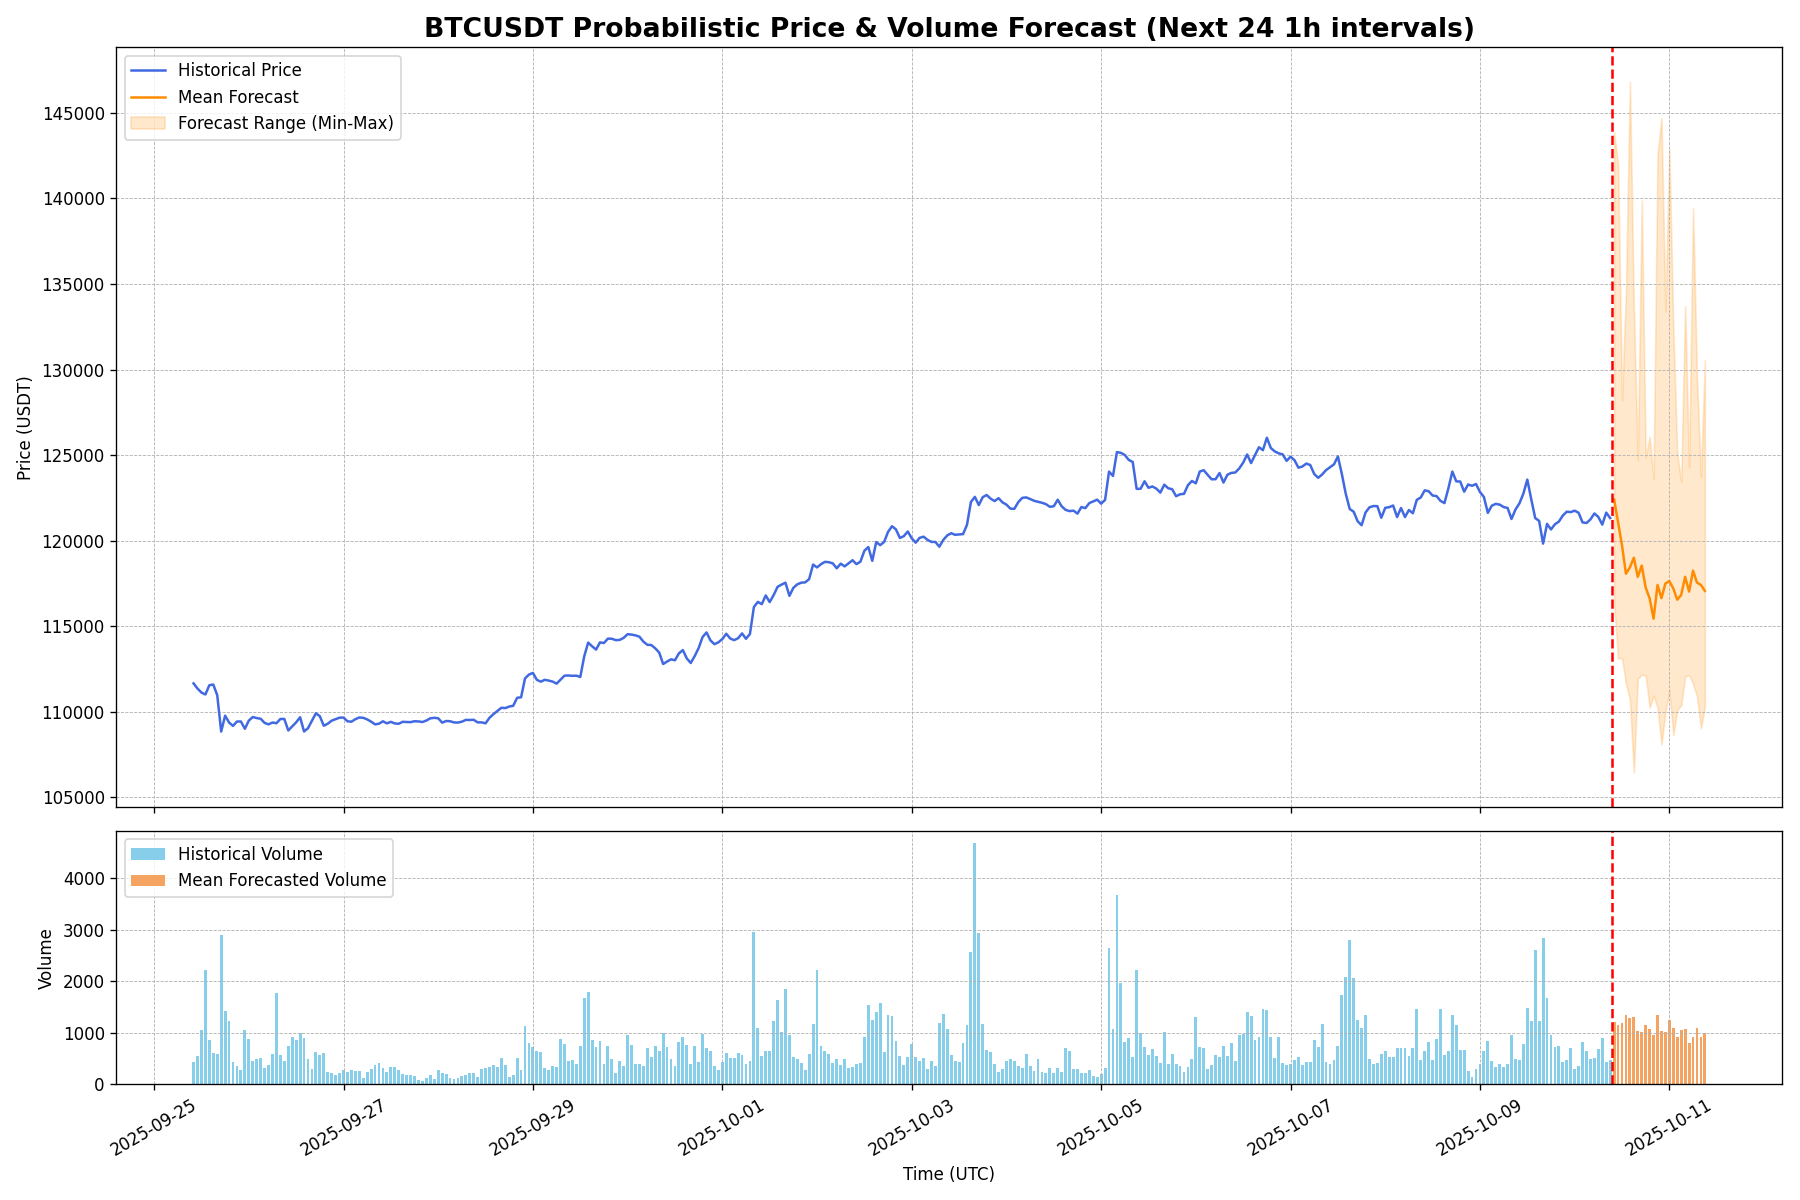 BTCUSDT Probabilistic Price & Volume Forecast (Next 24 1h intervals)
Historical Price
Mean Forecast
Forecast Range (Min-Max)
145000
140000
135000
130000
125000
120000
115000
110000
105000
Price (USDT)
Historical Volume
Mean Forecasted Volume
4000
3000
2000
1000
0
Volume
2025-09-25
2025-09-27
2025-09-29
2025-10-01
2025-10-03
2025-10-05
2025-10-07
2025-10-09
2025-10-11
Time (UTC)